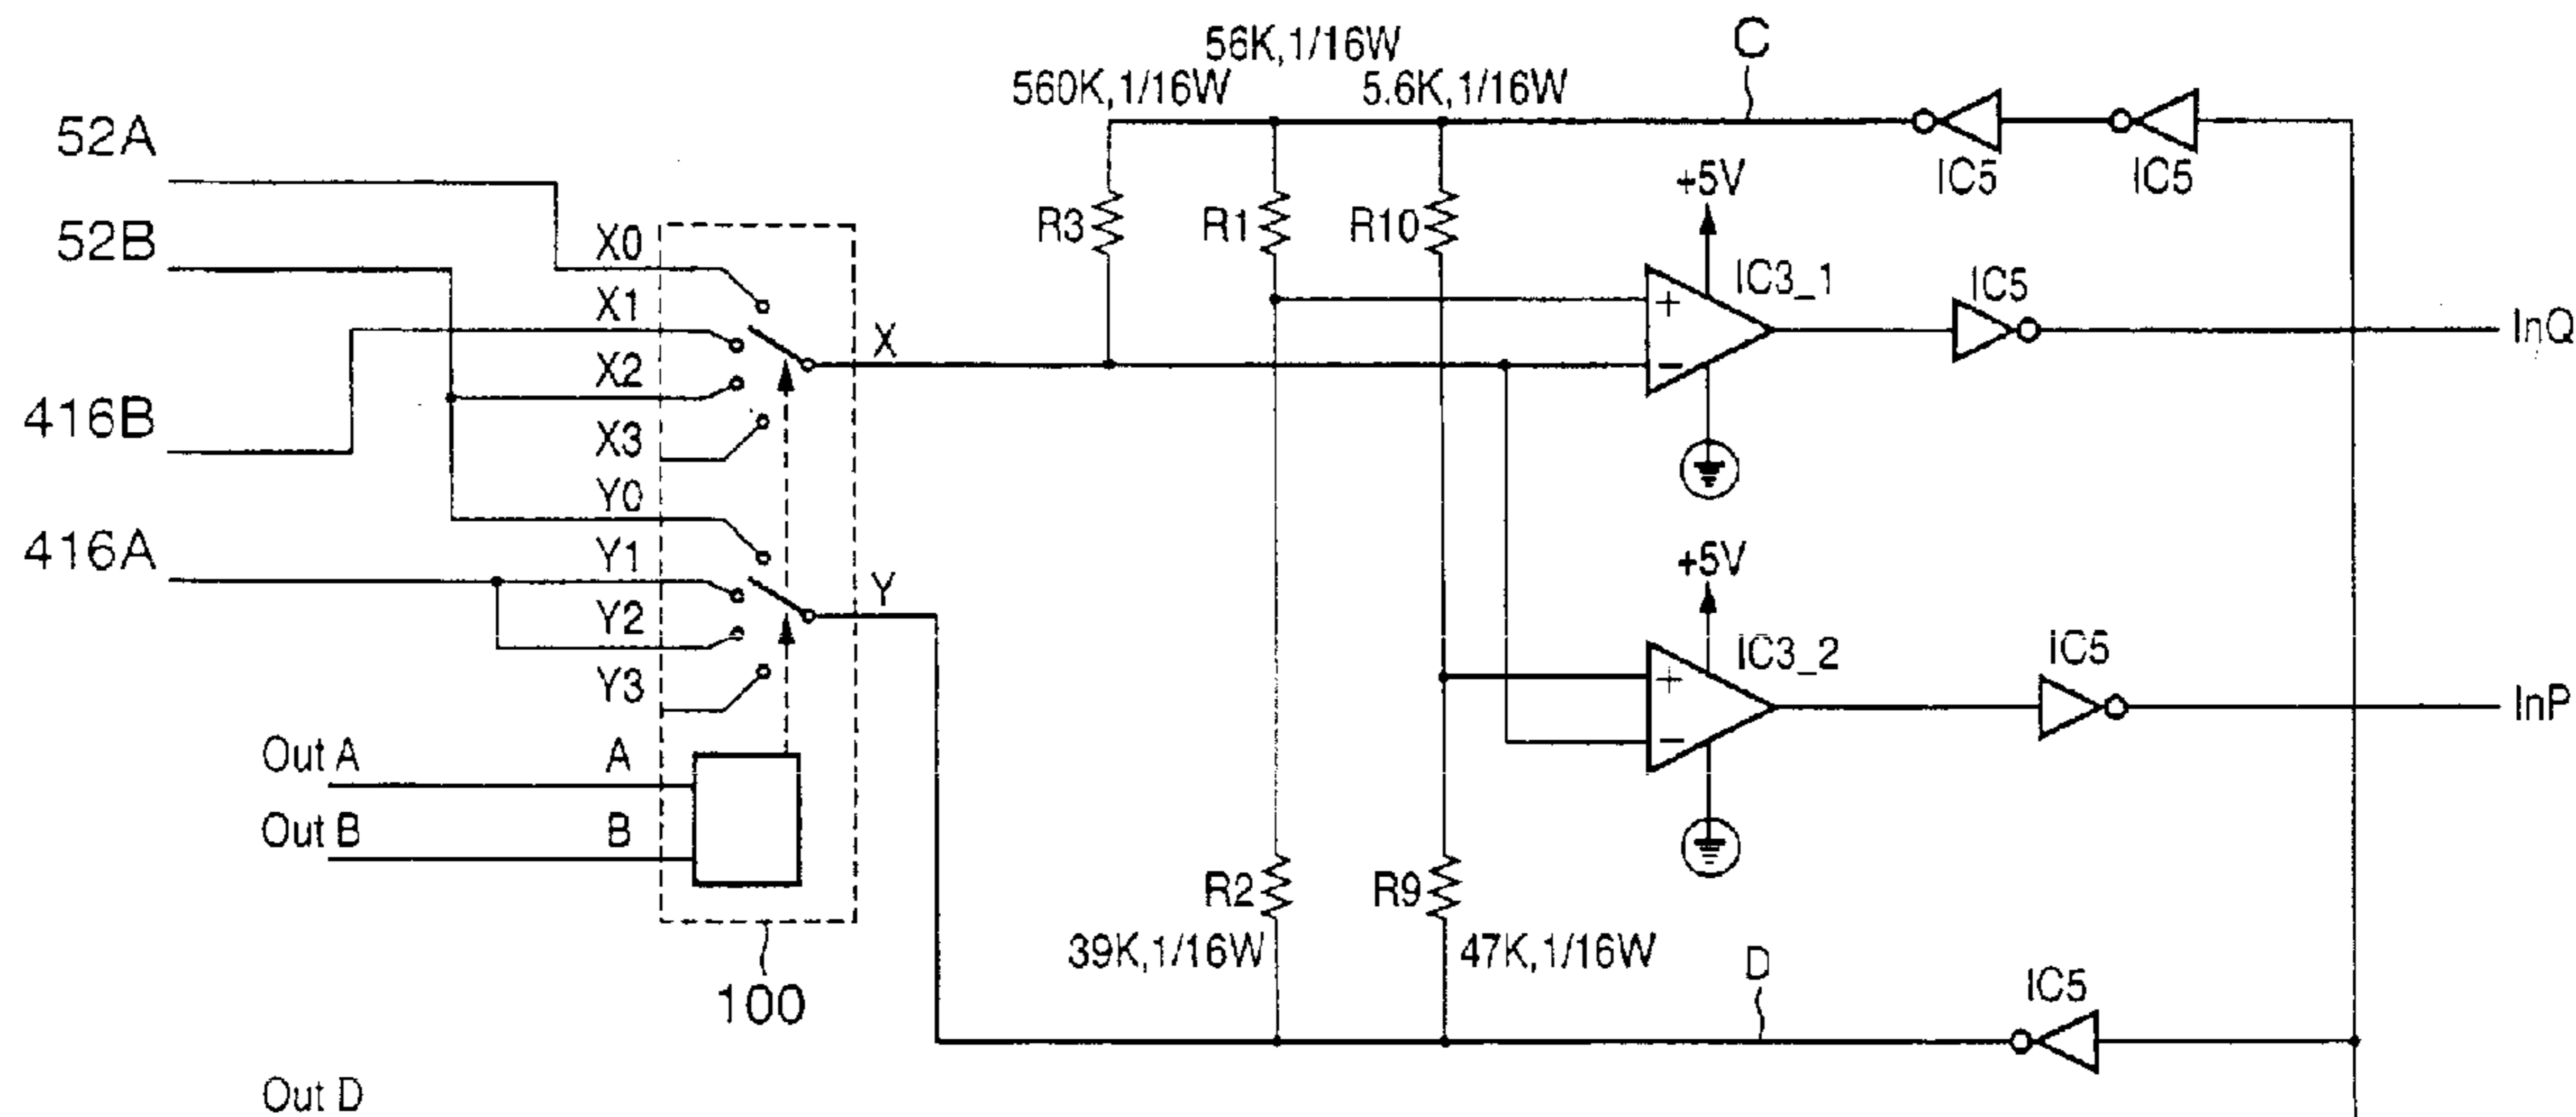 56K,1/16W
C
560K,1/16W
5.6K,1/16W
52A
IC5
IC5
+5V
52B
X0
R3
R1
R10
IC3_1
IC5
X1
+
InQ
X
X2
−
416B
X3
Y0
416A
Y1
+5V
Y
Y2
IC3_2
IC5
+
Y3
InP
−
Out A
A
Out B
B
R2
R9
39K,1/16W
47K,1/16W
D
IC5
100
Out D